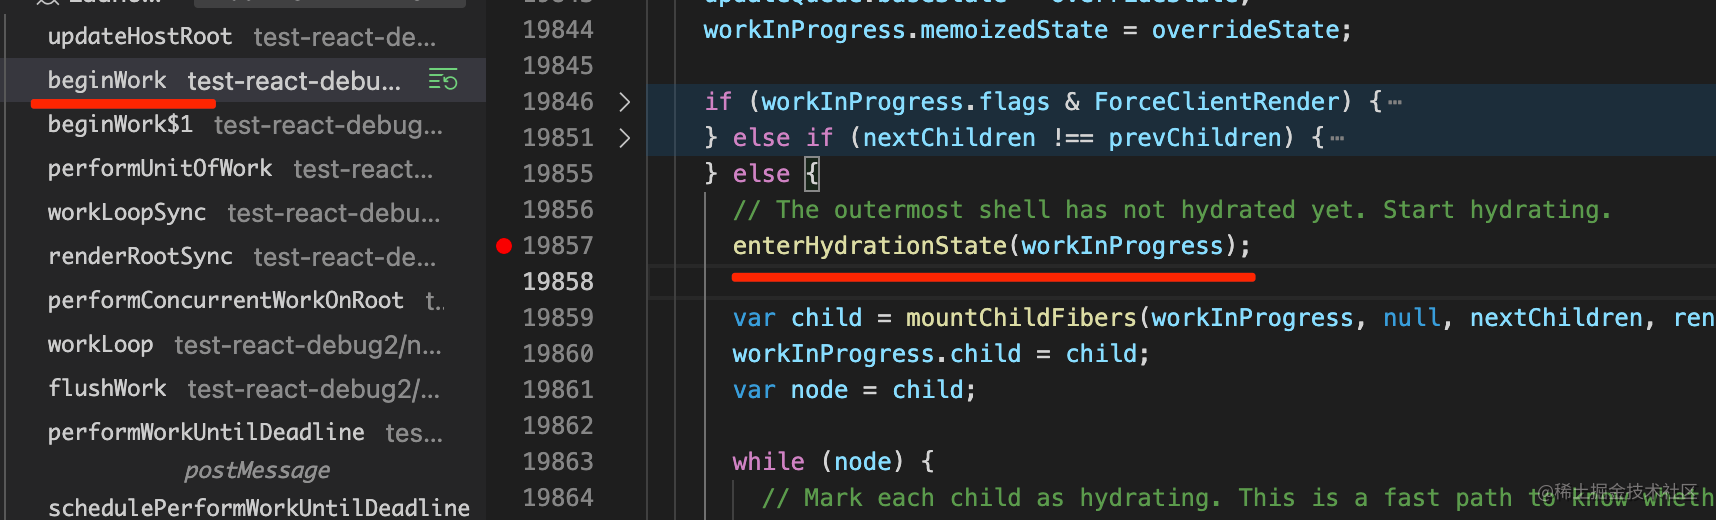 updateHostRoot test-react-de...
beginWork test-react-debu...
beginWork$1 test-react-debug...
performUnitOfWork test-react...
workLoopSync test-react-debu...
renderRootSync test-react-de...
performConcurrentWorkOnRoot t..
workLoop test-react-debug2/n...
flushWork test-react-debug2/...
performWorkUntilDeadline tes...
postMessage
schedulePerformWorkUntilDeadline
19844 workInProgress.memoizedState = overrideState;
19845
19846 if (workInProgress.flags & ForceClientRender) {…
19851 } else if (nextChildren !== prevChildren) {…
19855 } else {
19856 // The outermost shell has not hydrated yet. Start hydrating.
19857 enterHydrationState(workInProgress);
19858
19859 var child = mountChildFibers(workInProgress, null, nextChildren, ren
19860 workInProgress.child = child;
19861 var node = child;
19862
19863 while (node) {
19864 // Mark each child as hydrating. This is a fast path to know wheth
@稀土掘金技术社区